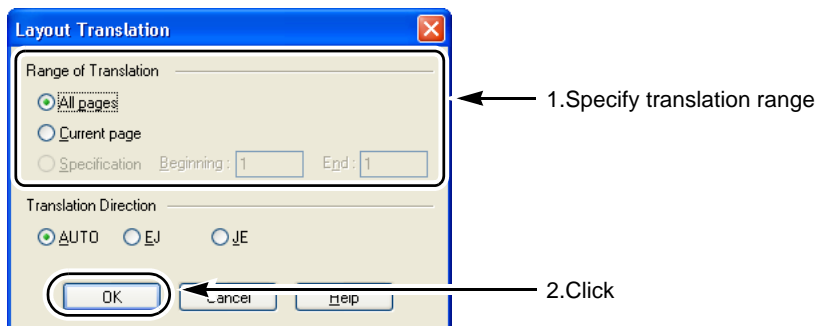 Layout Translation
Range of Translation
All pages
1.Specify translation range
Current page
Specification Beginning : 1 End : 1
Translation Direction
AUTO EJ JE
OK Cancel Help
2.Click